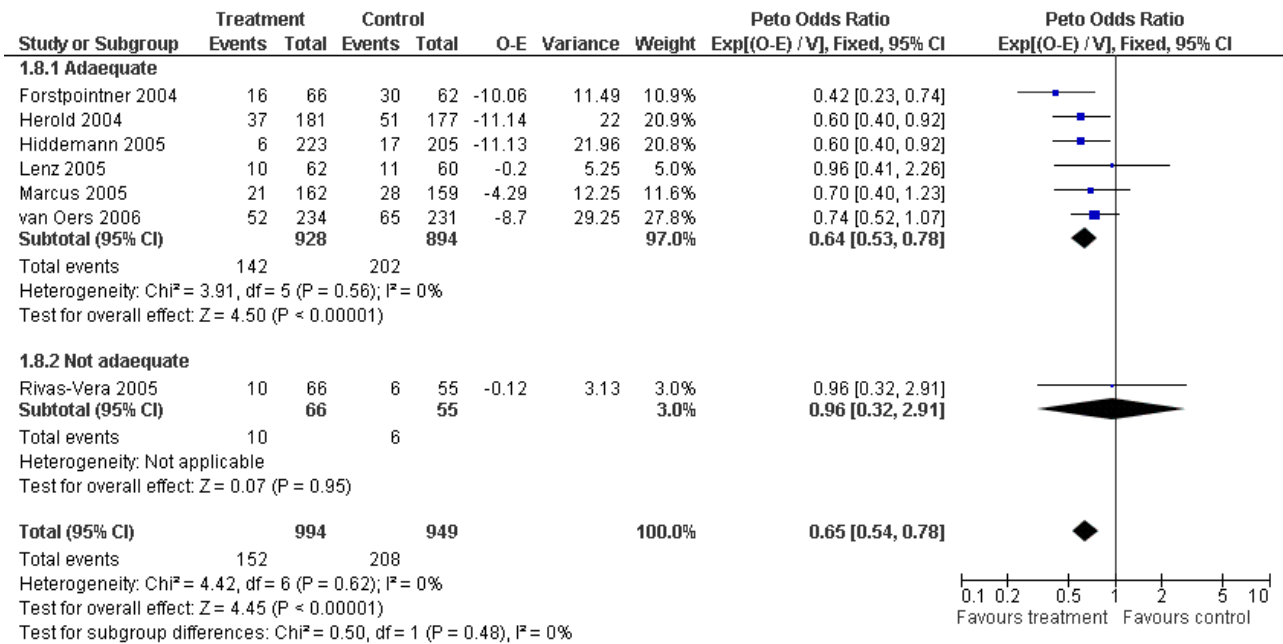 Treatment Control Peto Odds Ratio Peto Odds Ratio
Study or Subgroup Events Total Events Total O-E Variance Weight Exp[(O-E) / V], Fixed, 95% CI Exp[(O-E) / V], Fixed, 95% CI
1.8.1 Adaequate
Forstpointner 2004 16 66 30 62 -10.06 11.49 10.9% 0.42 [0.23, 0.74]
Herold 2004 37 181 51 177 -11.14 22 20.9% 0.60 [0.40, 0.92]
Hiddemann 2005 6 223 17 205 -11.13 21.96 20.8% 0.60 [0.40, 0.92]
Lenz 2005 10 62 11 60 -0.2 5.25 5.0% 0.96 [0.41, 2.26]
Marcus 2005 21 162 28 159 -4.29 12.25 11.6% 0.70 [0.40, 1.23]
van Oers 2006 52 234 65 231 -8.7 29.25 27.8% 0.74 [0.52, 1.07]
Subtotal (95% CI) 928 894 97.0% 0.64 [0.53, 0.78]
Total events 142 202
Heterogeneity: Chi² = 3.91, df = 5 (P = 0.56); I² = 0%
Test for overall effect: Z = 4.50 (P < 0.00001)
1.8.2 Not adaequate
Rivas-Vera 2005 10 66 6 55 -0.12 3.13 3.0% 0.96 [0.32, 2.91]
Subtotal (95% CI) 66 55 3.0% 0.96 [0.32, 2.91]
Total events 10 6
Heterogeneity: Not applicable
Test for overall effect: Z = 0.07 (P = 0.95)
Total (95% CI) 994 949 100.0% 0.65 [0.54, 0.78]
Total events 152 208
Heterogeneity: Chi² = 4.42, df = 6 (P = 0.62); I² = 0%
Test for overall effect: Z = 4.45 (P < 0.00001)
Test for subgroup differences: Chi² = 0.50, df = 1 (P = 0.48), I² = 0%
0.1 0.2 0.5 1 2 5 10
Favours treatment Favours control